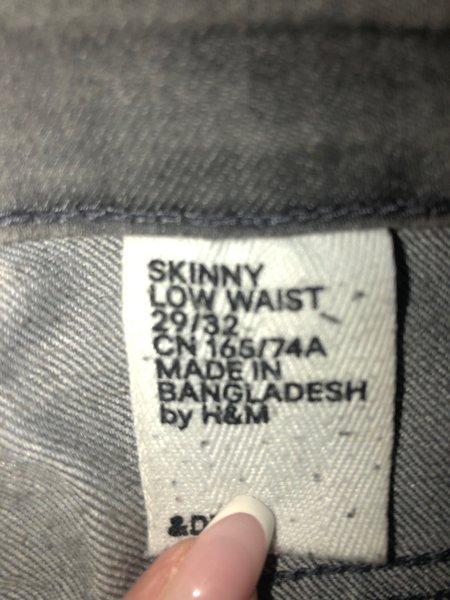 SKINNY
LOW WAIST
29/32
CN 165/74A
MADE IN
BANGLADESH
by H&M